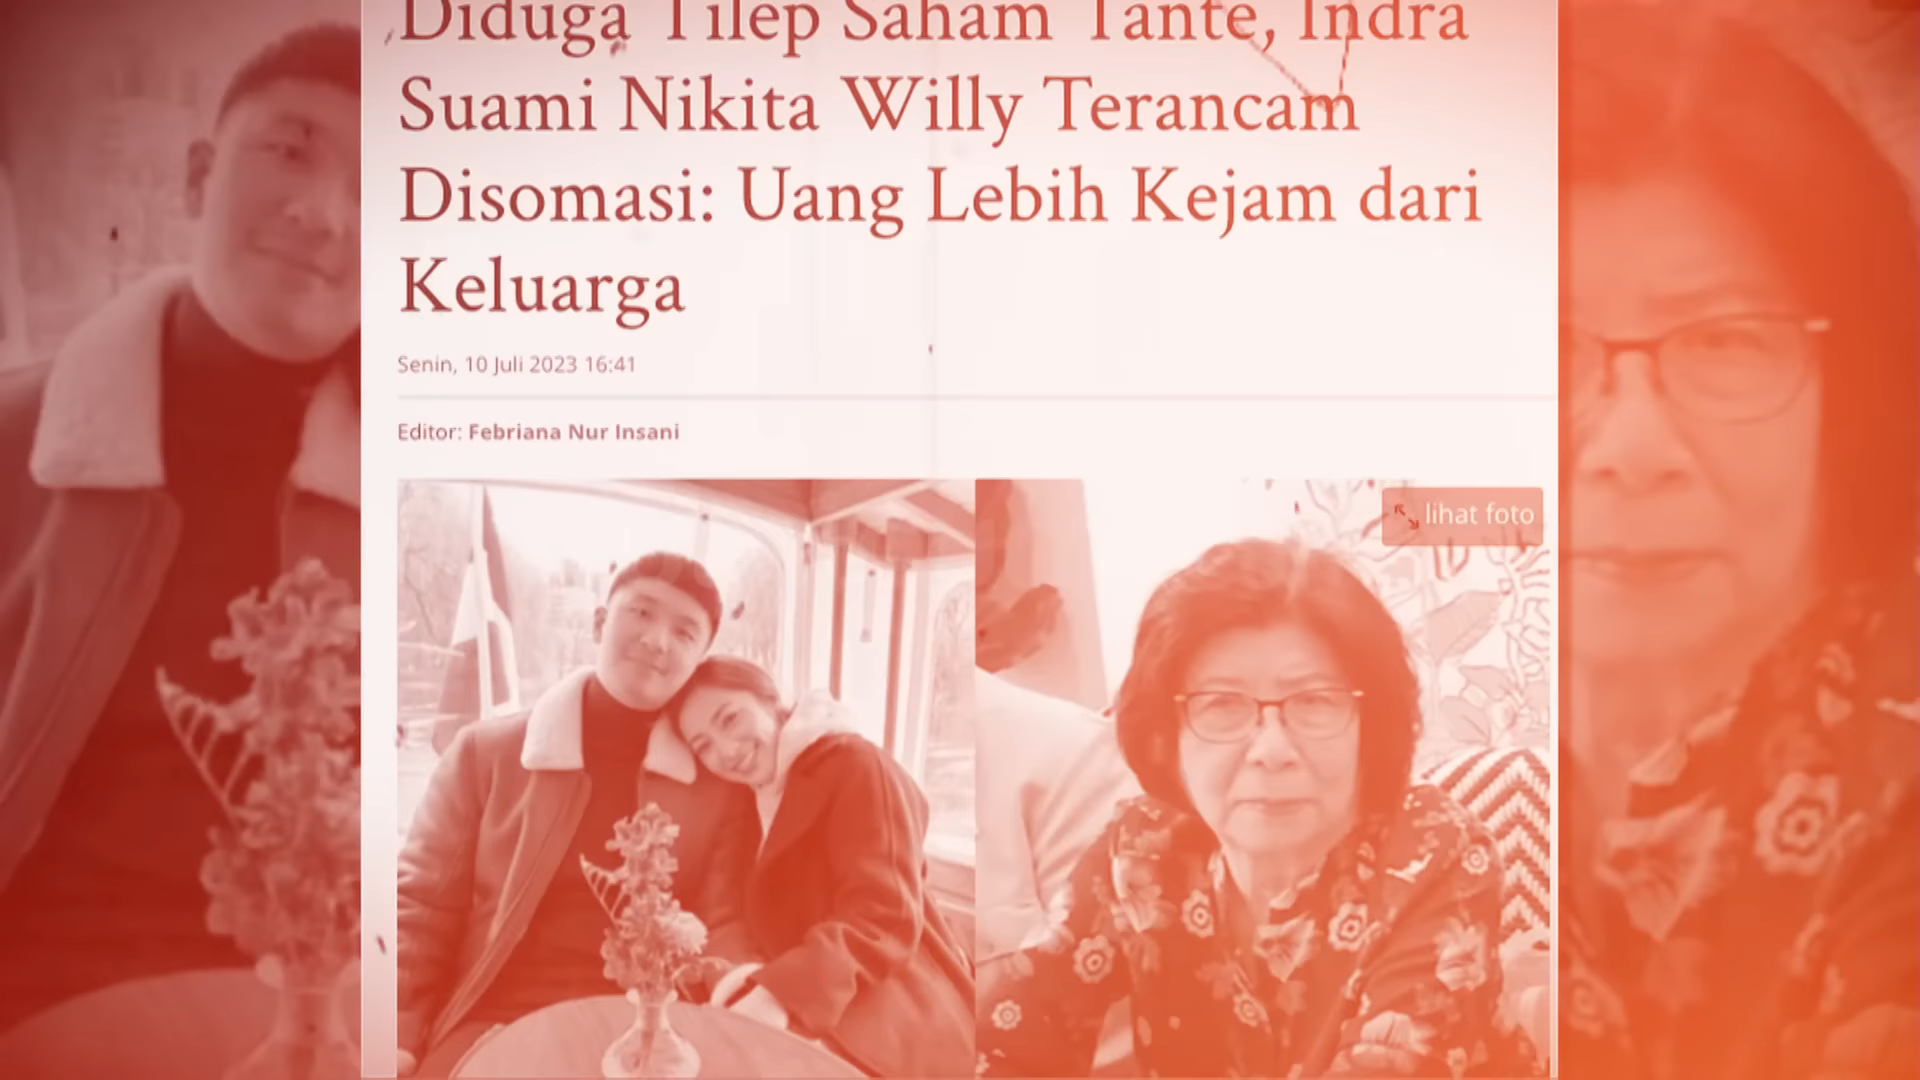 Diduga Tilep Saham Tante, Indra
Suami Nikita Willy Terancam
Disomasi: Uang Lebih Kejam dari
Keluarga
Senin, 10 Juli 2023 16:41
Editor: Febriana Nur Insani
lihat foto